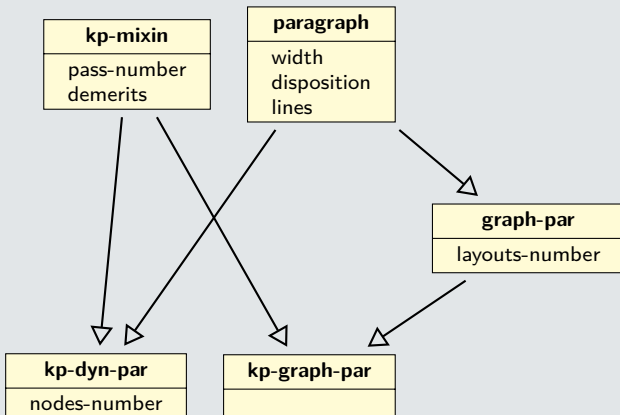 kp-mixin
pass-number
demerits
paragraph
width
disposition
lines
graph-par
layouts-number
kp-dyn-par
nodes-number
kp-graph-par